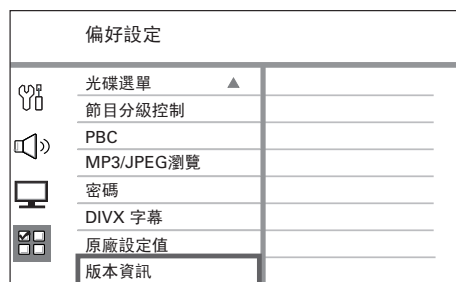 偏好設定
光碟選單
節目分級控制
PBC
MP3/JPEG瀏覽
密碼
DIVX 字幕
原廠設定值
版本資訊